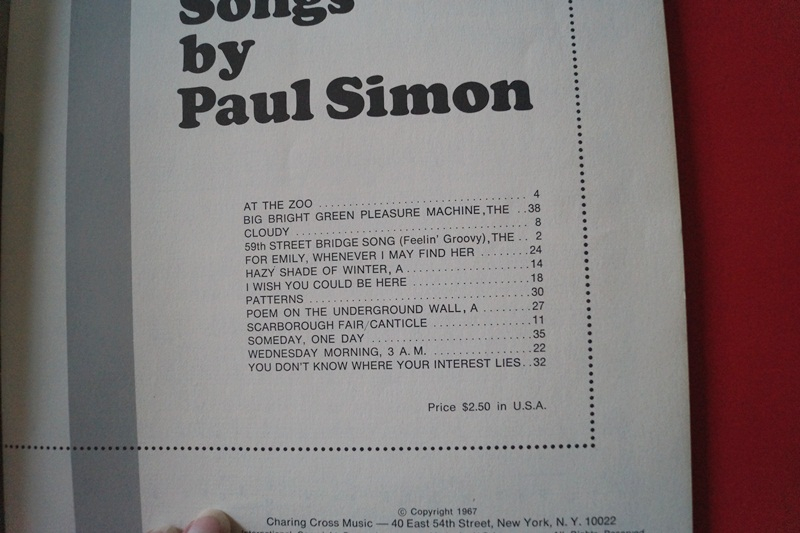 Songs
by
Paul Simon
AT THE ZOO ................................ 4
BIG BRIGHT GREEN PLEASURE MACHINE,THE ..38
CLOUDY .................................... 8
59th STREET BRIDGE SONG (Feelin' Groovy),THE .. 2
FOR EMILY, WHENEVER I MAY FIND HER ........24
HAZY SHADE OF WINTER, A ...................14
I WISH YOU COULD BE HERE ..................18
PATTERNS ..................................30
POEM ON THE UNDERGROUND WALL, A ........27
SCARBOROUGH FAIR/CANTICLE ................11
SOMEDAY, ONE DAY .........................35
WEDNESDAY MORNING, 3 A.M. ................22
YOU DON'T KNOW WHERE YOUR INTEREST LIES..32
Price $2.50 in U.S.A.
© Copyright 1967
Charing Cross Music — 40 East 54th Street, New York, N. Y. 10022